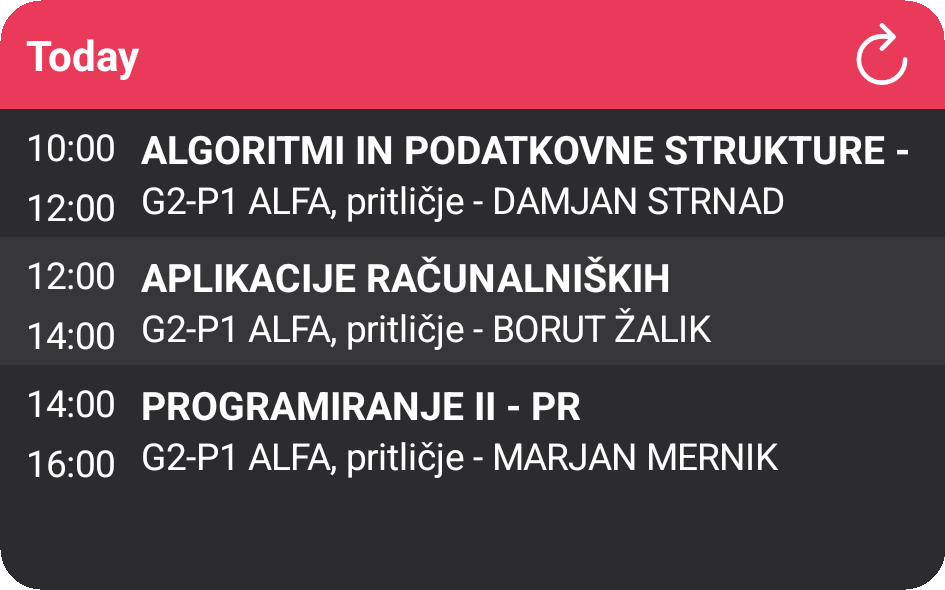 Today
10:00
ALGORITMI IN PODATKOVNE STRUKTURE -
12:00
G2-P1 ALFA, pritličje - DAMJAN STRNAD
12:00
APLIKACIJE RAČUNALNIŠKIH
14:00
G2-P1 ALFA, pritličje - BORUT ŽALIK
14:00
PROGRAMIRANJE II - PR
16:00
G2-P1 ALFA, pritličje - MARJAN MERNIK